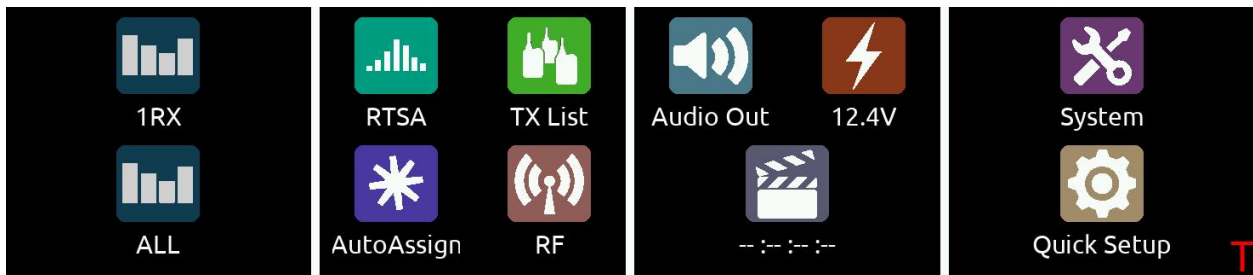 1RX
ALL
RTSA
TX List
AutoAssign
RF
Audio Out
12.4V
-- :-- :-- :--
System
Quick Setup
T